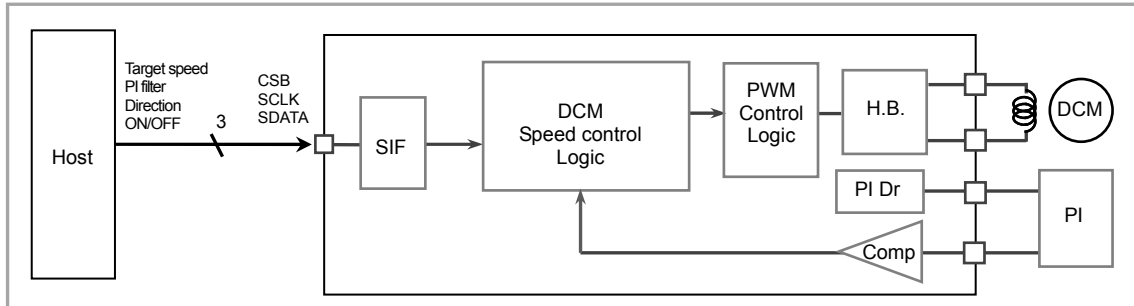 Host
Target speed
PI filter
Direction
ON/OFF
3
CSB
SCLK
SDATA
SIF
DCM
Speed control
Logic
PWM
Control
Logic
H.B.
DCM
PI Dr
PI
Comp